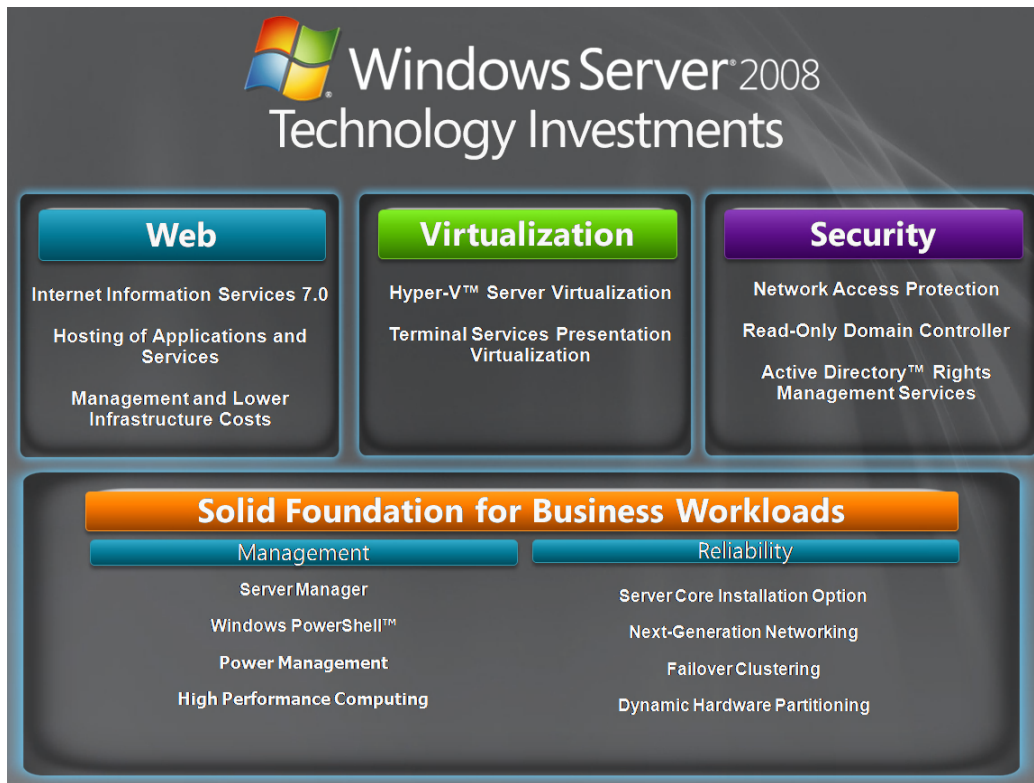 Windows Server® 2008
Technology Investments
Web
Internet Information Services 7.0
Hosting of Applications and
Services
Management and Lower
Infrastructure Costs
Virtualization
Hyper-V™ Server Virtualization
Terminal Services Presentation
Virtualization
Security
Network Access Protection
Read-Only Domain Controller
Active Directory™ Rights
Management Services
Solid Foundation for Business Workloads
Management
Server Manager
Windows PowerShell™
Power Management
High Performance Computing
Reliability
Server Core Installation Option
Next-Generation Networking
Failover Clustering
Dynamic Hardware Partitioning